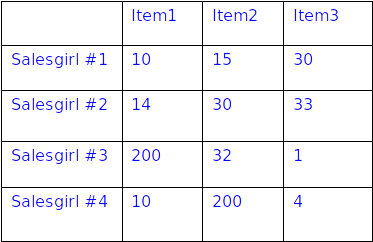 Item1 Item2 Item3
Salesgirl #1 10 15 30
Salesgirl #2 14 30 33
Salesgirl #3 200 32 1
Salesgirl #4 10 200 4